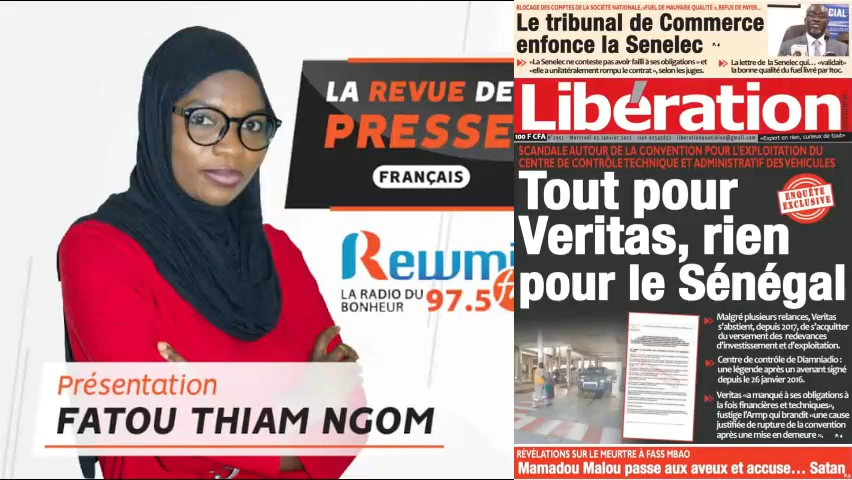 LA REVUE DE
PRESSE
FRANÇAIS
Rewmi
fm
LA RADIO DU
BONHEUR
97.5
Présentation
FATOU THIAM NGOM
BLOCAGE DES COMPTES DE LA SOCIÉTÉ NATIONALE, «FUEL DE MAUVAISE QUALITÉ», REFUS DE PAYER...
Le tribunal de Commerce
enfonce la Senelec
P. 4
«La Senelec ne conteste pas avoir failli à ses obligations» et
«elle a unilatéralement rompu le contrat», selon les juges.
La lettre de la Senelec qui... «validait»
la bonne qualité du fuel livré par Itoc.
Libération
100 F CFA
«Expert en rien, curieux de tout»
SCANDALE AUTOUR DE LA CONVENTION POUR L'EXPLOITATION DU
CENTRE DE CONTRÔLE TECHNIQUE ET ADMINISTRATIF DES VÉHICULES
Tout pour
Veritas, rien
pour le Sénégal
ENQUÊTE
EXCLUSIVE
Malgré plusieurs relances, Veritas
s'abstient, depuis 2017, de s'acquitter
du versement des redevances
d'investissement et d'exploitation.
Centre de contrôle de Diamniadio :
une légende après un avenant signé
depuis le 26 janvier 2016.
Veritas «a manqué à ses obligations à
la fois financières et techniques»,
fustige l'Armp qui brandit «une cause
justifiée de rupture de la convention
après une mise en demeure».
RÉVÉLATIONS SUR LE MEURTRE À FASS MBAO
Mamadou Malou passe aux aveux et accuse... Satan